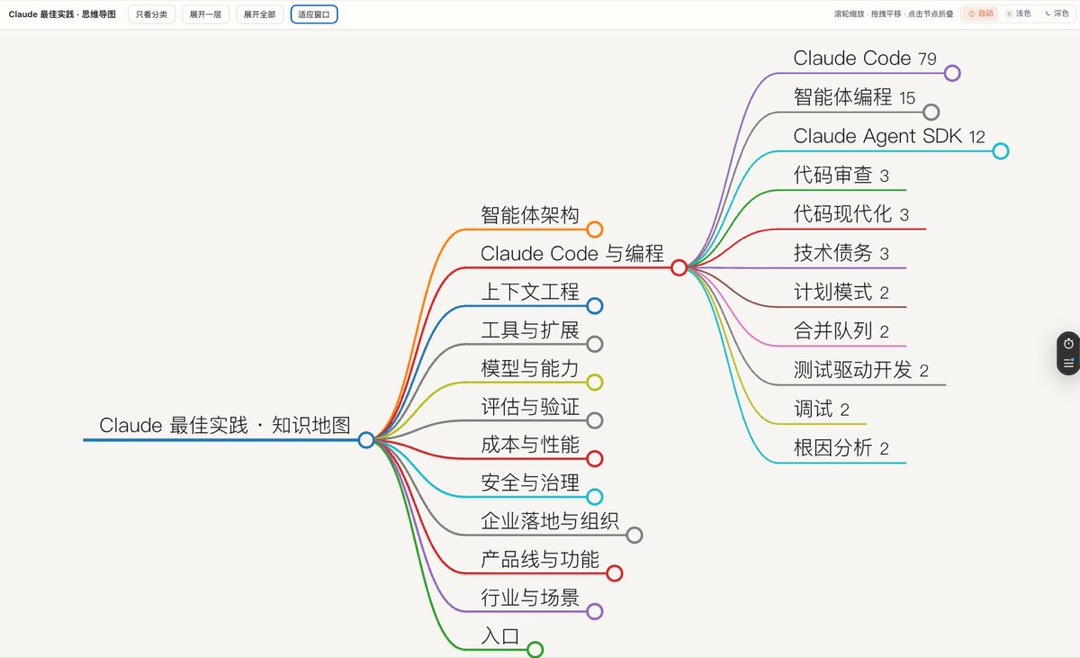 Claude 最佳实践 · 思维导图 只看分类 展开一层 展开全部 适应窗口 滚轮缩放 · 拖拽平移 · 点击节点折叠 自动 浅色 深色
Claude 最佳实践 · 知识地图
智能体架构
Claude Code 与编程
上下文工程
工具与扩展
模型与能力
评估与验证
成本与性能
安全与治理
企业落地与组织
产品线与功能
行业与场景
入口
Claude Code 79
智能体编程 15
Claude Agent SDK 12
代码审查 3
代码现代化 3
技术债务 3
计划模式 2
合并队列 2
测试驱动开发 2
调试 2
根因分析 2